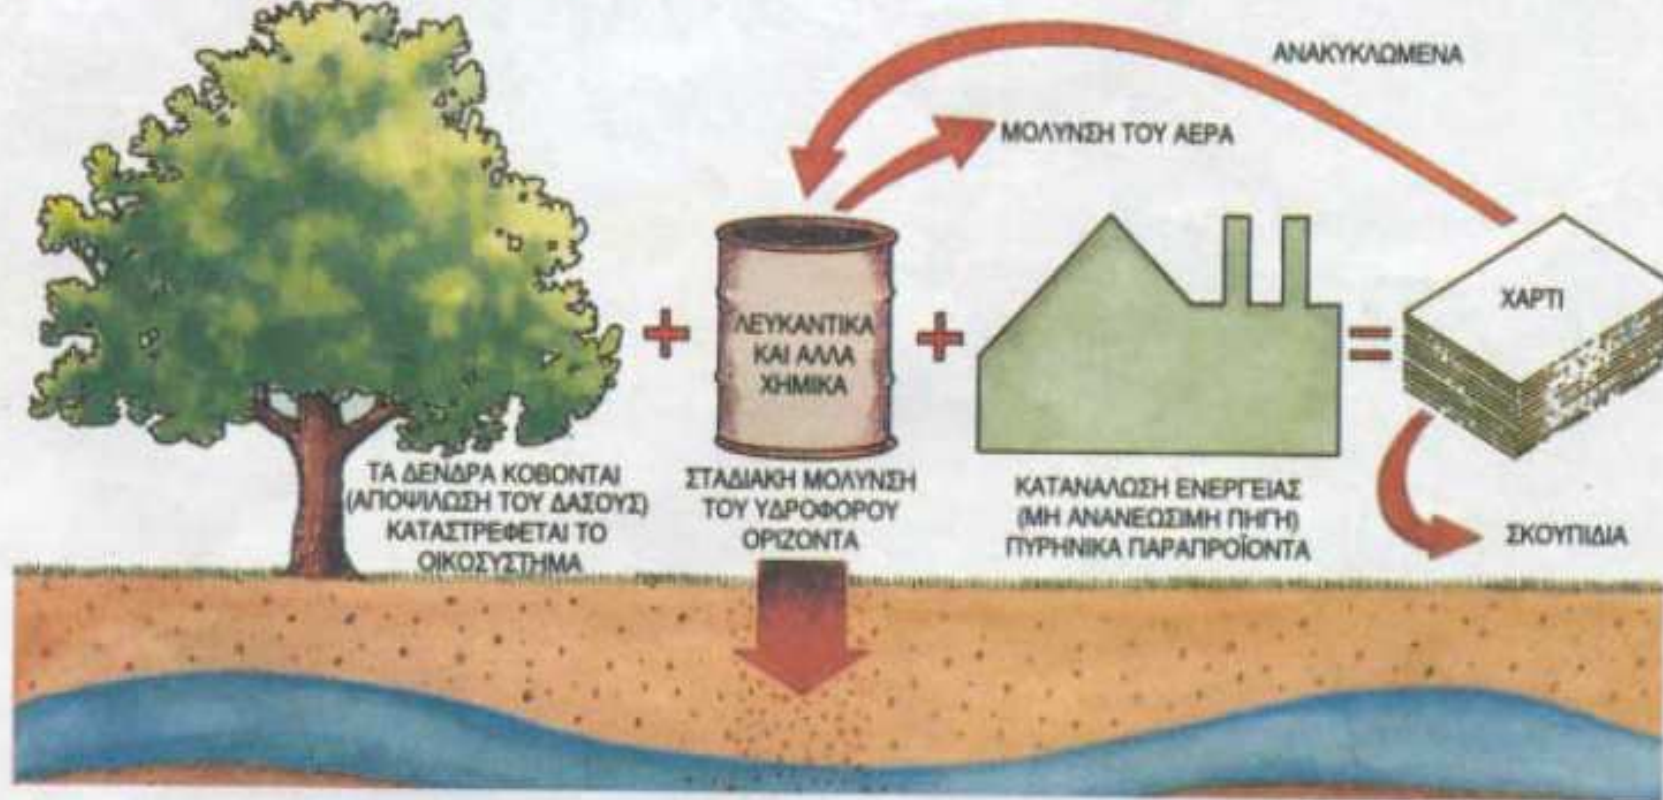 ΑΝΑΚΥΚΛΩΜΕΝΑ
ΜΟΛΥΝΣΗ ΤΟΥ ΑΕΡΑ
ΛΕΥΚΑΝΤΙΚΑ
ΚΑΙ ΑΛΛΑ
ΧΗΜΙΚΑ
ΧΑΡΤΙ
ΤΑ ΔΕΝΔΡΑ ΚΟΒΟΝΤΑΙ
(ΑΠΟΨΙΛΩΣΗ ΤΟΥ ΔΑΣΟΥΣ)
ΚΑΤΑΣΤΡΕΦΕΤΑΙ ΤΟ
ΟΙΚΟΣΥΣΤΗΜΑ
ΣΤΑΔΙΑΚΗ ΜΟΛΥΝΣΗ
ΤΟΥ ΥΔΡΟΦΟΡΟΥ
ΟΡΙΖΟΝΤΑ
ΚΑΤΑΝΑΛΩΣΗ ΕΝΕΡΓΕΙΑΣ
(ΜΗ ΑΝΑΝΕΩΣΙΜΗ ΠΗΓΗ)
ΠΥΡΗΝΙΚΑ ΠΑΡΑΠΡΟΪΟΝΤΑ
ΣΚΟΥΠΙΔΙΑ